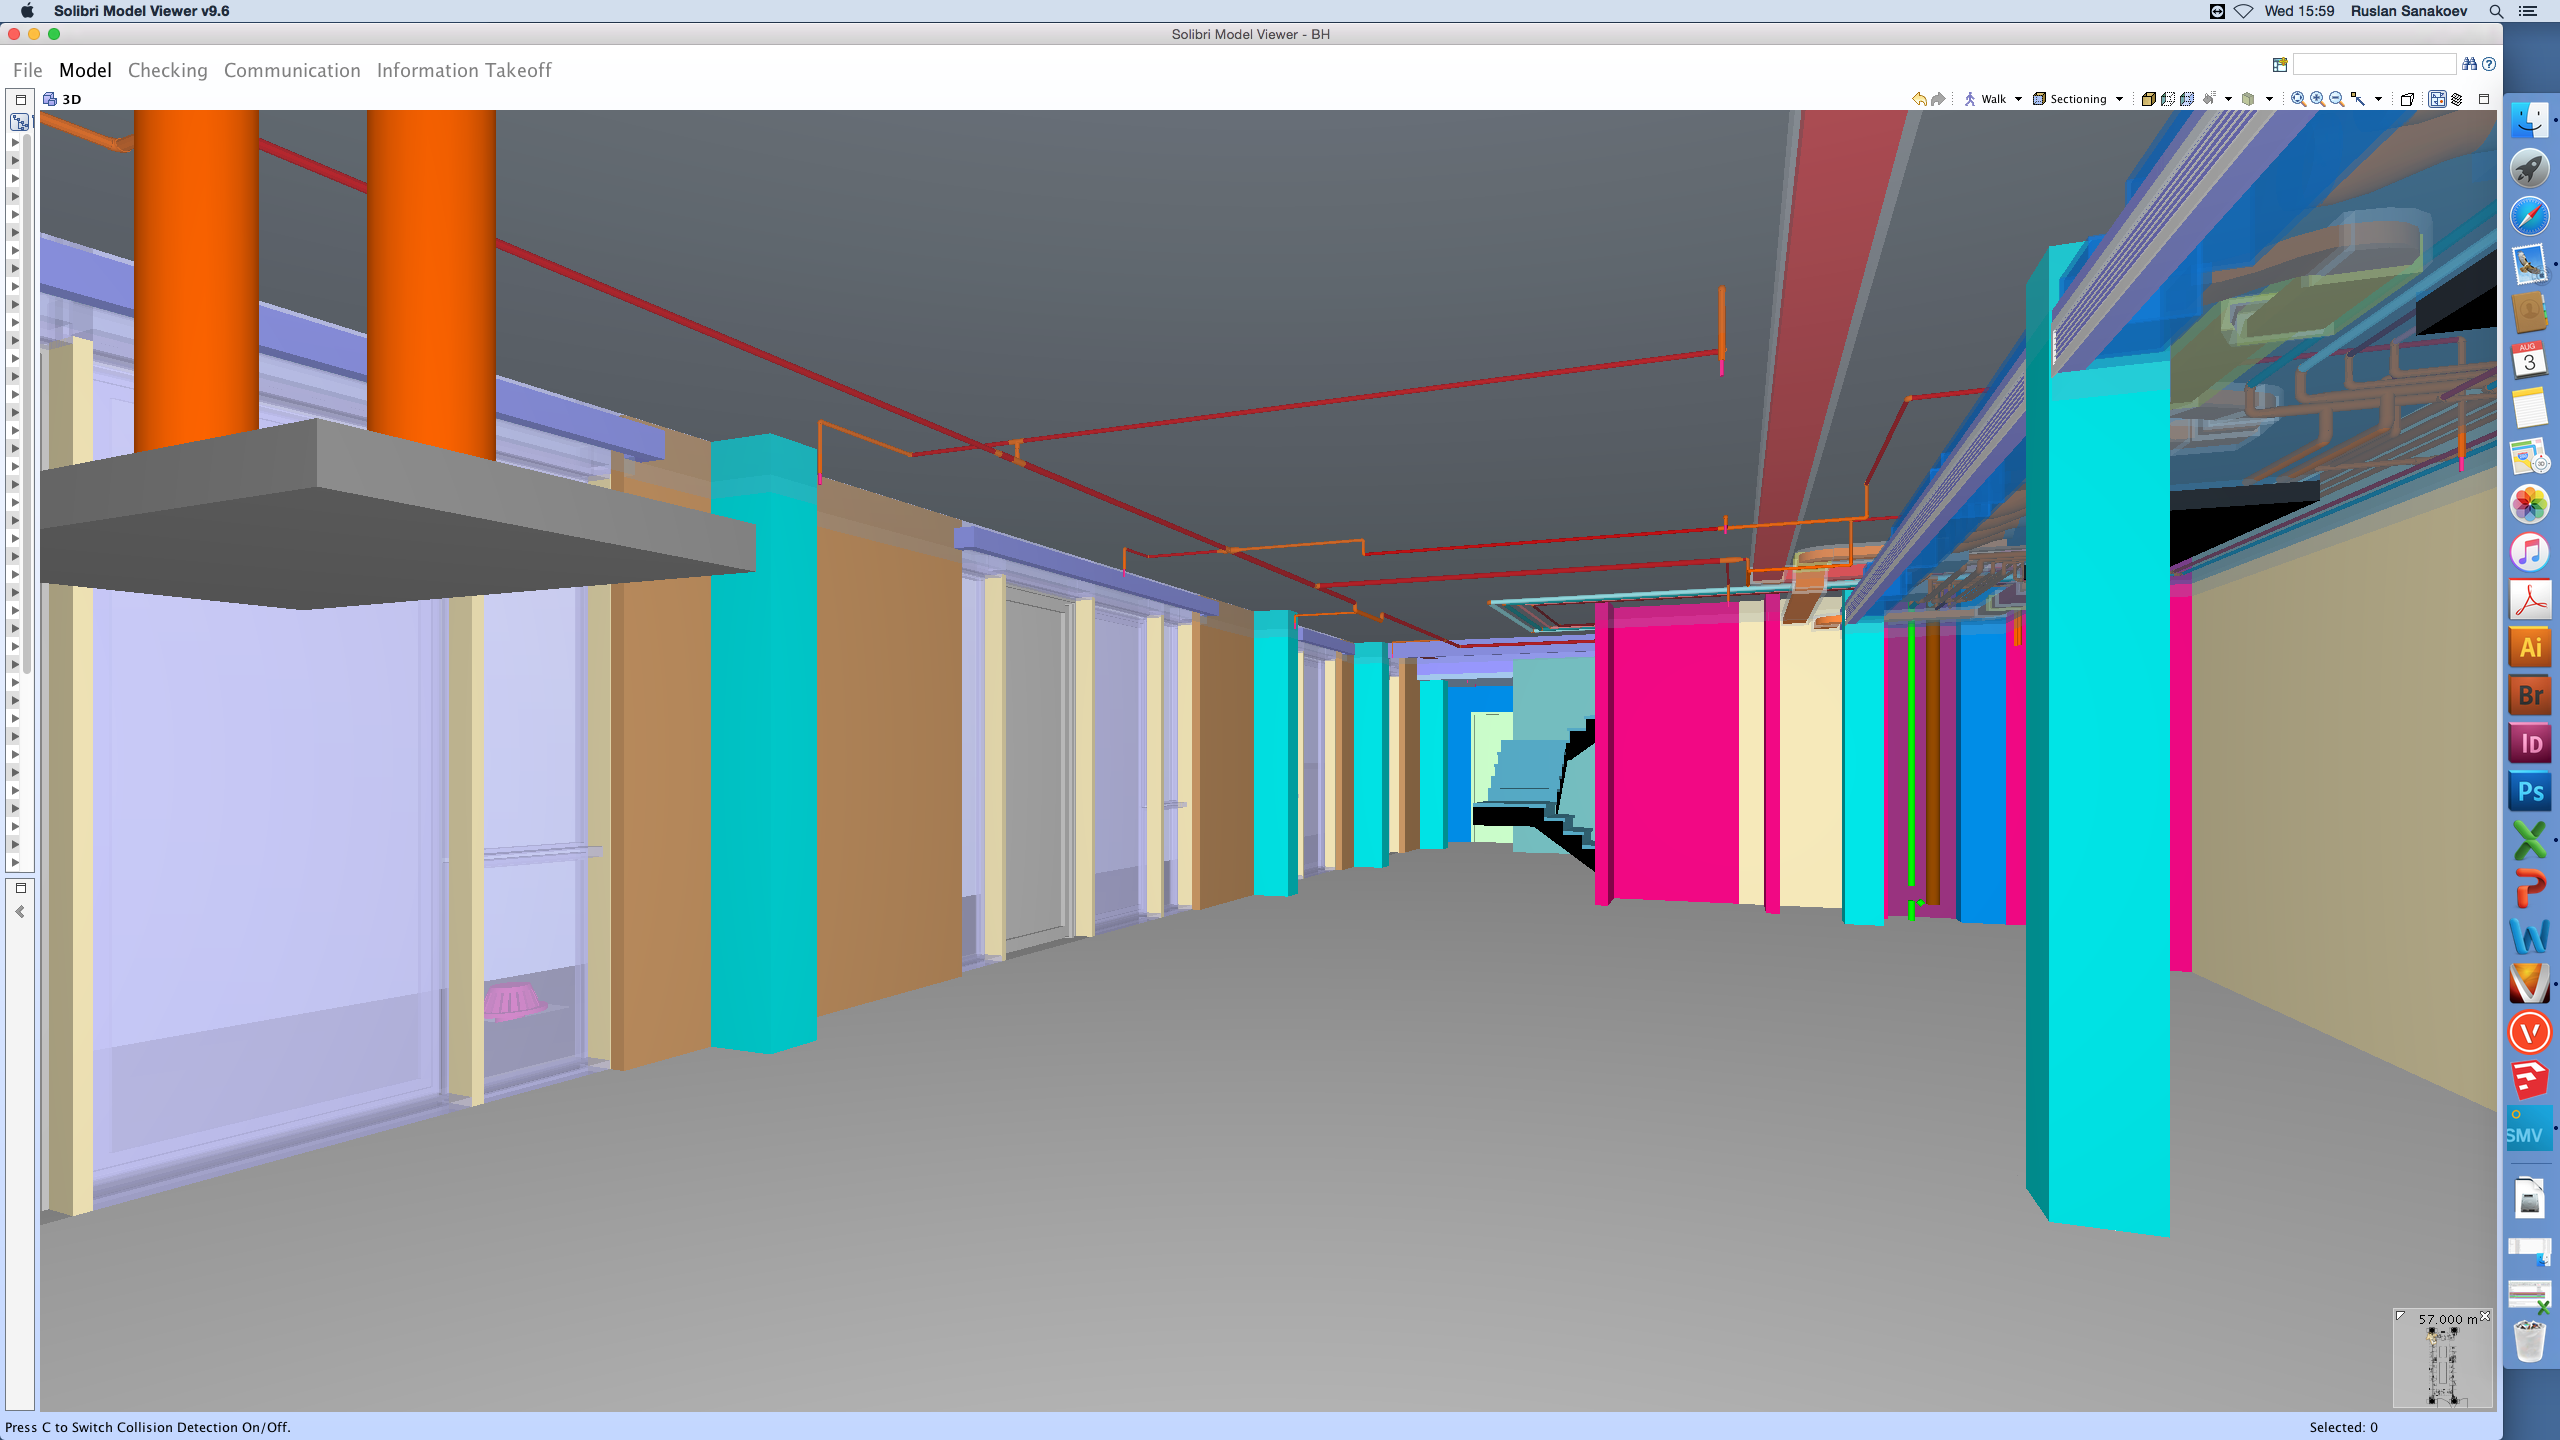 Solibri Model Viewer v9.6
Wed 15:59 Ruslan Sanakoev
Solibri Model Viewer - BH
File Model Checking Communication Information Takeoff
3D
Walk Sectioning
AUG
3
Ai
Br
Id
Ps
SMV
57.000 m
Press C to Switch Collision Detection On/Off.
Selected: 0